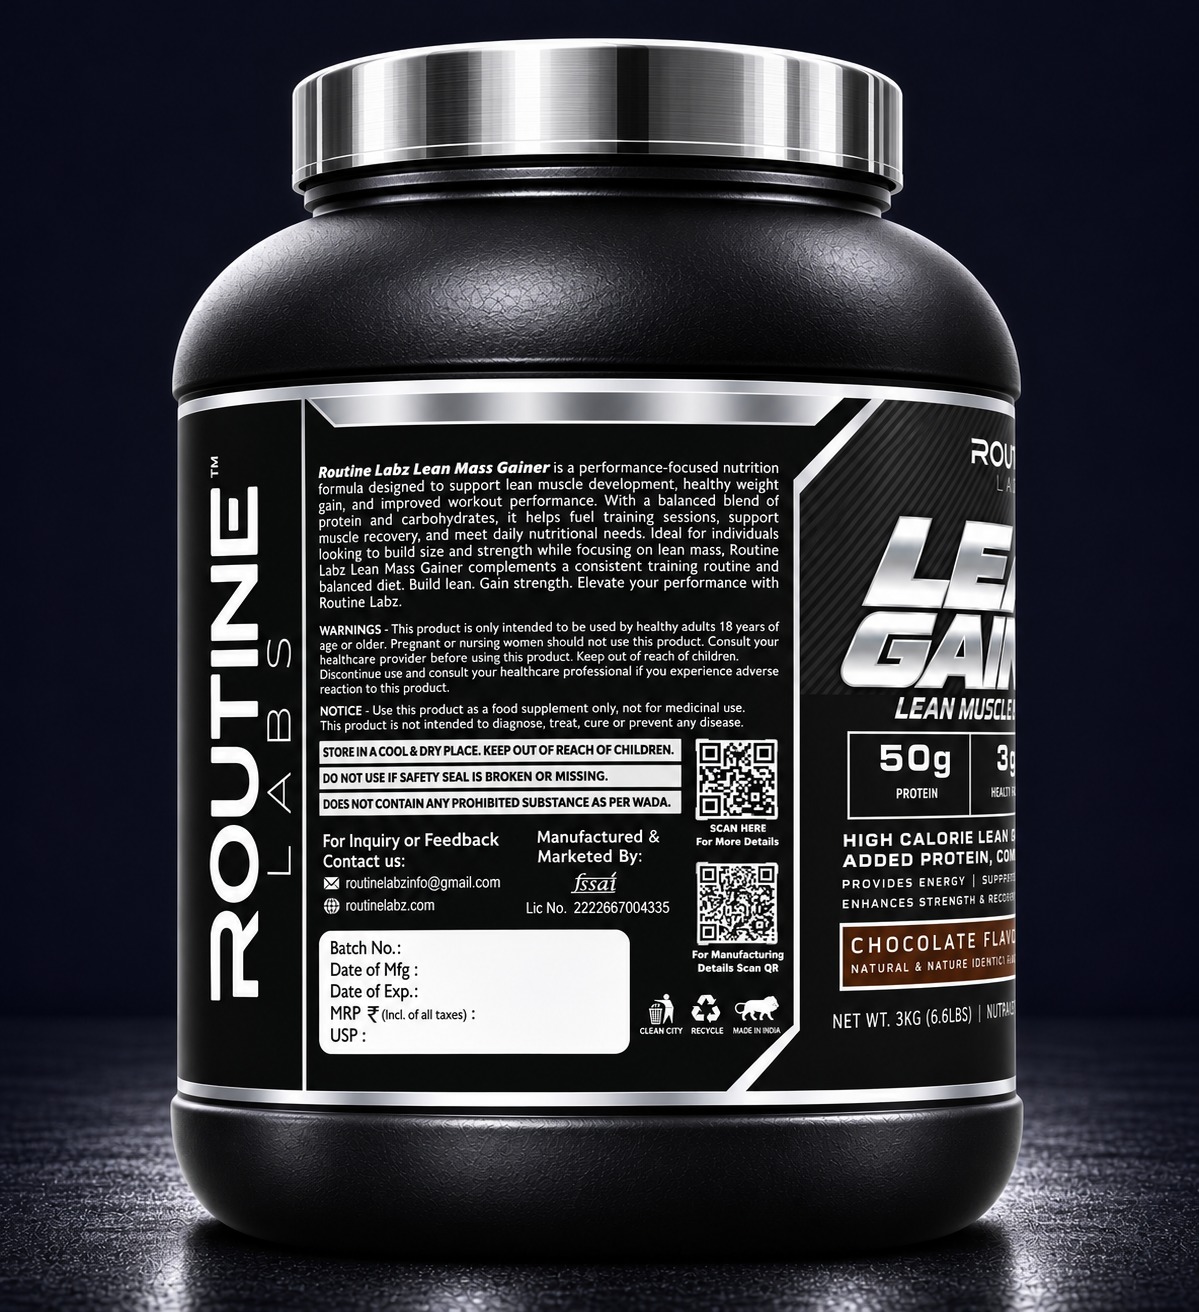 ROUTINE™
LABS
Routine Labz Lean Mass Gainer is a performance-focused nutrition
formula designed to support lean muscle development, healthy weight
gain, and improved workout performance. With a balanced blend of
protein and carbohydrates, it helps fuel training sessions, support
muscle recovery, and meet daily nutritional needs. Ideal for individuals
looking to build size and strength while focusing on lean mass, Routine
Labz Lean Mass Gainer complements a consistent training routine and
balanced diet. Build lean. Gain strength. Elevate your performance with
Routine Labz.
WARNINGS - This product is only intended to be used by healthy adults 18 years of
age or older. Pregnant or nursing women should not use this product. Consult your
healthcare provider before using this product. Keep out of reach of children.
Discontinue use and consult your healthcare professional if you experience adverse
reaction to this product.
NOTICE - Use this product as a food supplement only, not for medicinal use.
This product is not intended to diagnose, treat, cure or prevent any disease.
STORE IN A COOL & DRY PLACE. KEEP OUT OF REACH OF CHILDREN.
DO NOT USE IF SAFETY SEAL IS BROKEN OR MISSING.
DOES NOT CONTAIN ANY PROHIBITED SUBSTANCE AS PER WADA.
SCAN HERE
For More Details
For Inquiry or Feedback
Contact us:
routinelabzinfo@gmail.com
routinelabz.com
Manufactured &
Marketed By:
fssai
Lic No. 2222667004335
For Manufacturing
Details Scan QR
Batch No.:
Date of Mfg :
Date of Exp.:
MRP ₹ (Incl. of all taxes) :
USP :
CLEAN CITY
RECYCLE
MADE IN INDIA
ROUT
LA
LEA
GAIN
LEAN MUSCLE
50g
PROTEIN
3g
HIGH CALORIE LEAN
ADDED PROTEIN, COM
PROVIDES ENERGY |
ENHANCES STRENGTH &
CHOCOLATE FLAVO
NATURAL & NATURE
NET WT. 3KG (6.6LBS) |